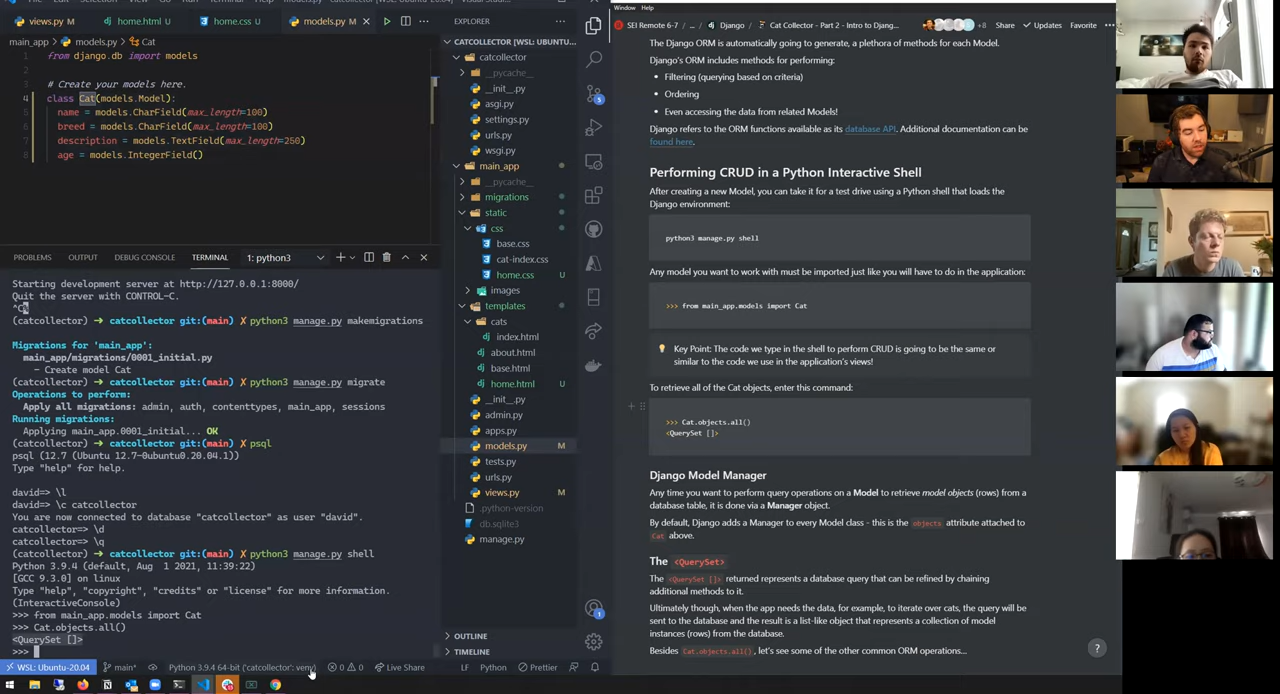 views.py M
home.html U
home.css U
models.py M
main_app > models.py > Cat
1 from django.db import models
2
3 # Create your models here.
4 class Cat(models.Model):
5 name = models.CharField(max_length=100)
6 breed = models.CharField(max_length=100)
7 description = models.TextField(max_length=250)
8 age = models.IntegerField()
PROBLEMS OUTPUT DEBUG CONSOLE TERMINAL 1: python3
Starting development server at http://127.0.0.1:8000/
Quit the server with CONTROL-C.
^C%
(catcollector) → catcollector git:(main) ✗ python3 manage.py makemigrations
Migrations for 'main_app':
main_app/migrations/0001_initial.py
- Create model Cat
(catcollector) → catcollector git:(main) ✗ python3 manage.py migrate
Operations to perform:
Apply all migrations: admin, auth, contenttypes, main_app, sessions
Running migrations:
Applying main_app.0001_initial... OK
(catcollector) → catcollector git:(main) ✗ psql
psql (12.7 (Ubuntu 12.7-0ubuntu0.20.04.1))
Type "help" for help.
david=> \l
david=> \c catcollector
You are now connected to database "catcollector" as user "david".
catcollector=> \d
catcollector=> \q
(catcollector) → catcollector git:(main) ✗ python3 manage.py shell
Python 3.9.4 (default, Aug 1 2021, 11:39:22)
[GCC 9.3.0] on linux
Type "help", "copyright", "credits" or "license" for more information.
(InteractiveConsole)
>>> from main_app.models import Cat
>>> Cat.objects.all()
<QuerySet []>
>>>
WSL: Ubuntu-20.04 main* Python 3.9.4 64-bit ('catcollector': venv) 0 0 Live Share LF Python Prettier
EXPLORER
CATCOLLECTOR [WSL: UBUNTU-...
catcollector
__pycache__
__init__.py
asgi.py
settings.py
urls.py
wsgi.py
main_app
__pycache__
migrations
static
css
base.css
cat-index.css
home.css U
images
templates
cats
index.html
about.html
base.html
home.html U
__init__.py
admin.py
apps.py
models.py M
tests.py
urls.py
views.py M
.python-version
db.sqlite3
manage.py
OUTLINE
TIMELINE
5
1
Window Help
SEI Remote 6-7 / ... / Django / Cat Collector - Part 2 - Intro to Djang... +8 Share Updates Favorite
The Django ORM is automatically going to generate, a plethora of methods for each Model.
Django's ORM includes methods for performing:
• Filtering (querying based on criteria)
• Ordering
• Even accessing the data from related Models!
Django refers to the ORM functions available as its database API. Additional documentation can be
found here.
Performing CRUD in a Python Interactive Shell
After creating a new Model, you can take it for a test drive using a Python shell that loads the
Django environment:
python3 manage.py shell
Any model you want to work with must be imported just like you will have to do in the application:
>>> from main_app.models import Cat
Key Point: The code we type in the shell to perform CRUD is going to be the same or
similar to the code we use in the application's views!
To retrieve all of the Cat objects, enter this command:
>>> Cat.objects.all()
<QuerySet []>
Django Model Manager
Any time you want to perform query operations on a Model to retrieve model objects (rows) from a
database table, it is done via a Manager object.
By default, Django adds a Manager to every Model class - this is the objects attribute attached to
Cat above.
The <QuerySet>
The <QuerySet []> returned represents a database query that can be refined by chaining
additional methods to it.
Ultimately though, when the app needs the data, for example, to iterate over cats, the query will be
sent to the database and the result is a list-like object that represents a collection of model
instances (rows) from the database.
Besides Cat.objects.all(), let's see some of the other common ORM operations...
?